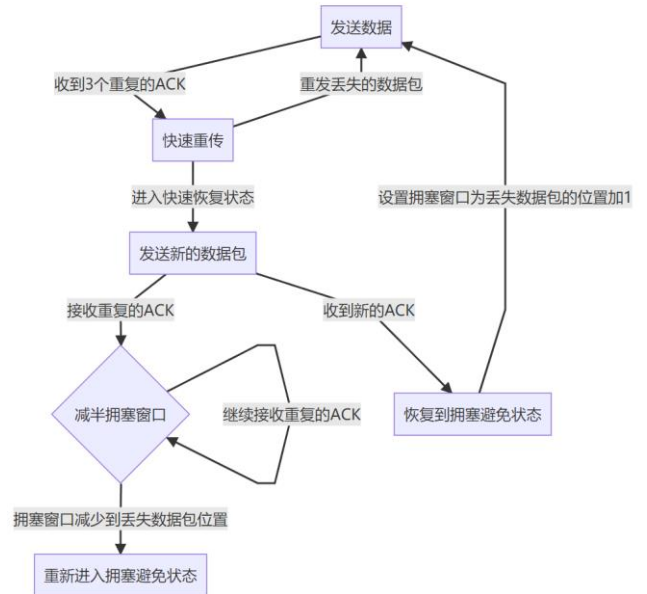 发送数据
收到3个重复的ACK
重发丢失的数据包
快速重传
进入快速恢复状态
设置拥塞窗口为丢失数据包的位置加1
发送新的数据包
接收重复的ACK
收到新的ACK
减半拥塞窗口
继续接收重复的ACK
恢复到拥塞避免状态
拥塞窗口减少到丢失数据包位置
重新进入拥塞避免状态